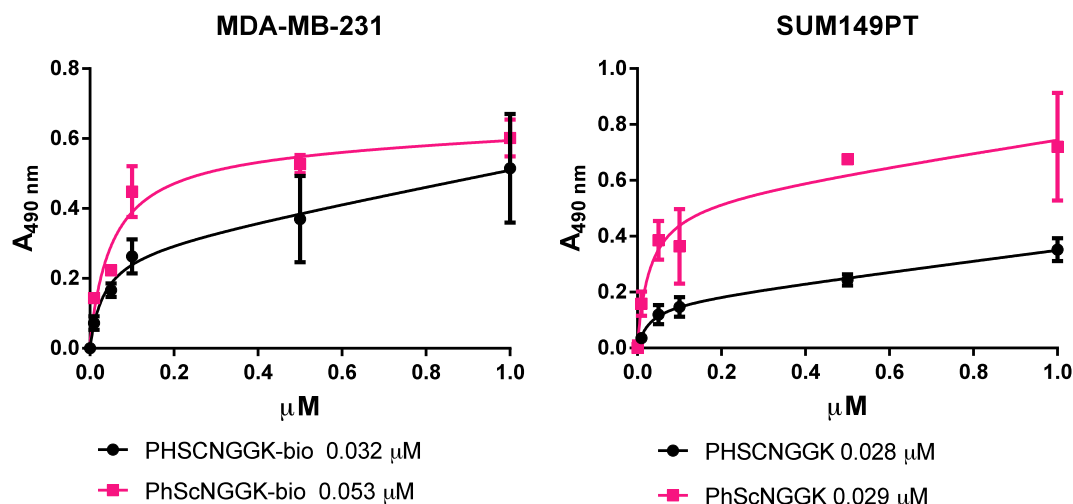 MDA-MB-231
0.8
0.6
0.4
0.2
0.0
A490 nm
0.0 0.2 0.4 0.6 0.8 1.0
μM
PHSCNGGK-bio 0.032 μM
PhScNGGK-bio 0.053 μM
SUM149PT
1.0
0.8
0.6
0.4
0.2
0.0
A490 nm
0.0 0.2 0.4 0.6 0.8 1.0
μM
PHSCNGGK 0.028 μM
PhScNGGK 0.029 μM